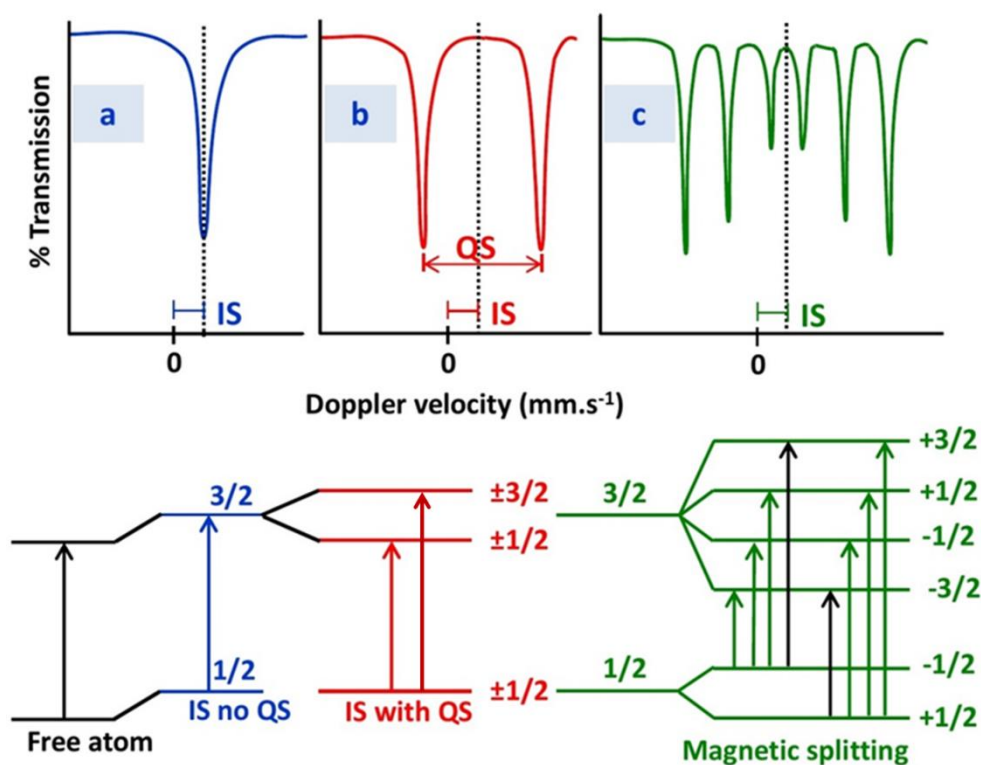 % Transmission
a
b
c
QS
IS
IS
IS
0
0
0
Doppler velocity (mm.s⁻¹)
3/2
1/2
IS no QS
Free atom
±3/2
±1/2
±1/2
IS with QS
3/2
1/2
+3/2
+1/2
-1/2
-3/2
-1/2
+1/2
Magnetic splitting